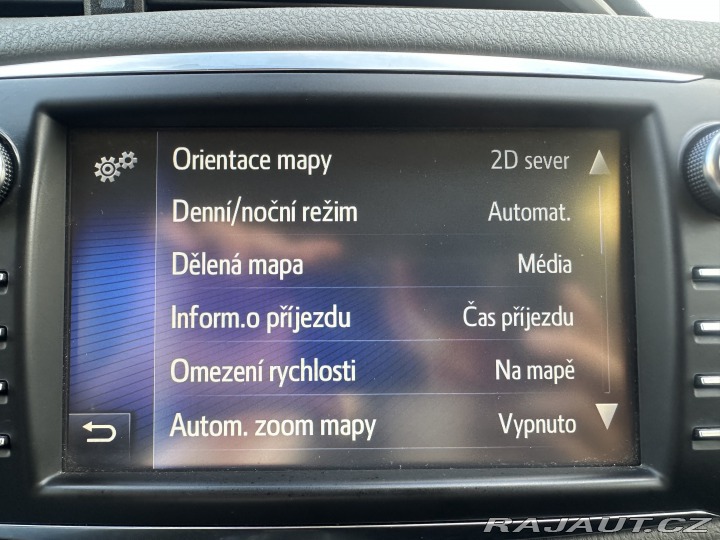 Orientace mapy 2D sever
Denní/noční režim Automat.
Dělená mapa Média
Inform.o příjezdu Čas příjezdu
Omezení rychlosti Na mapě
Autom. zoom mapy Vypnuto
RAJAUT.CZ